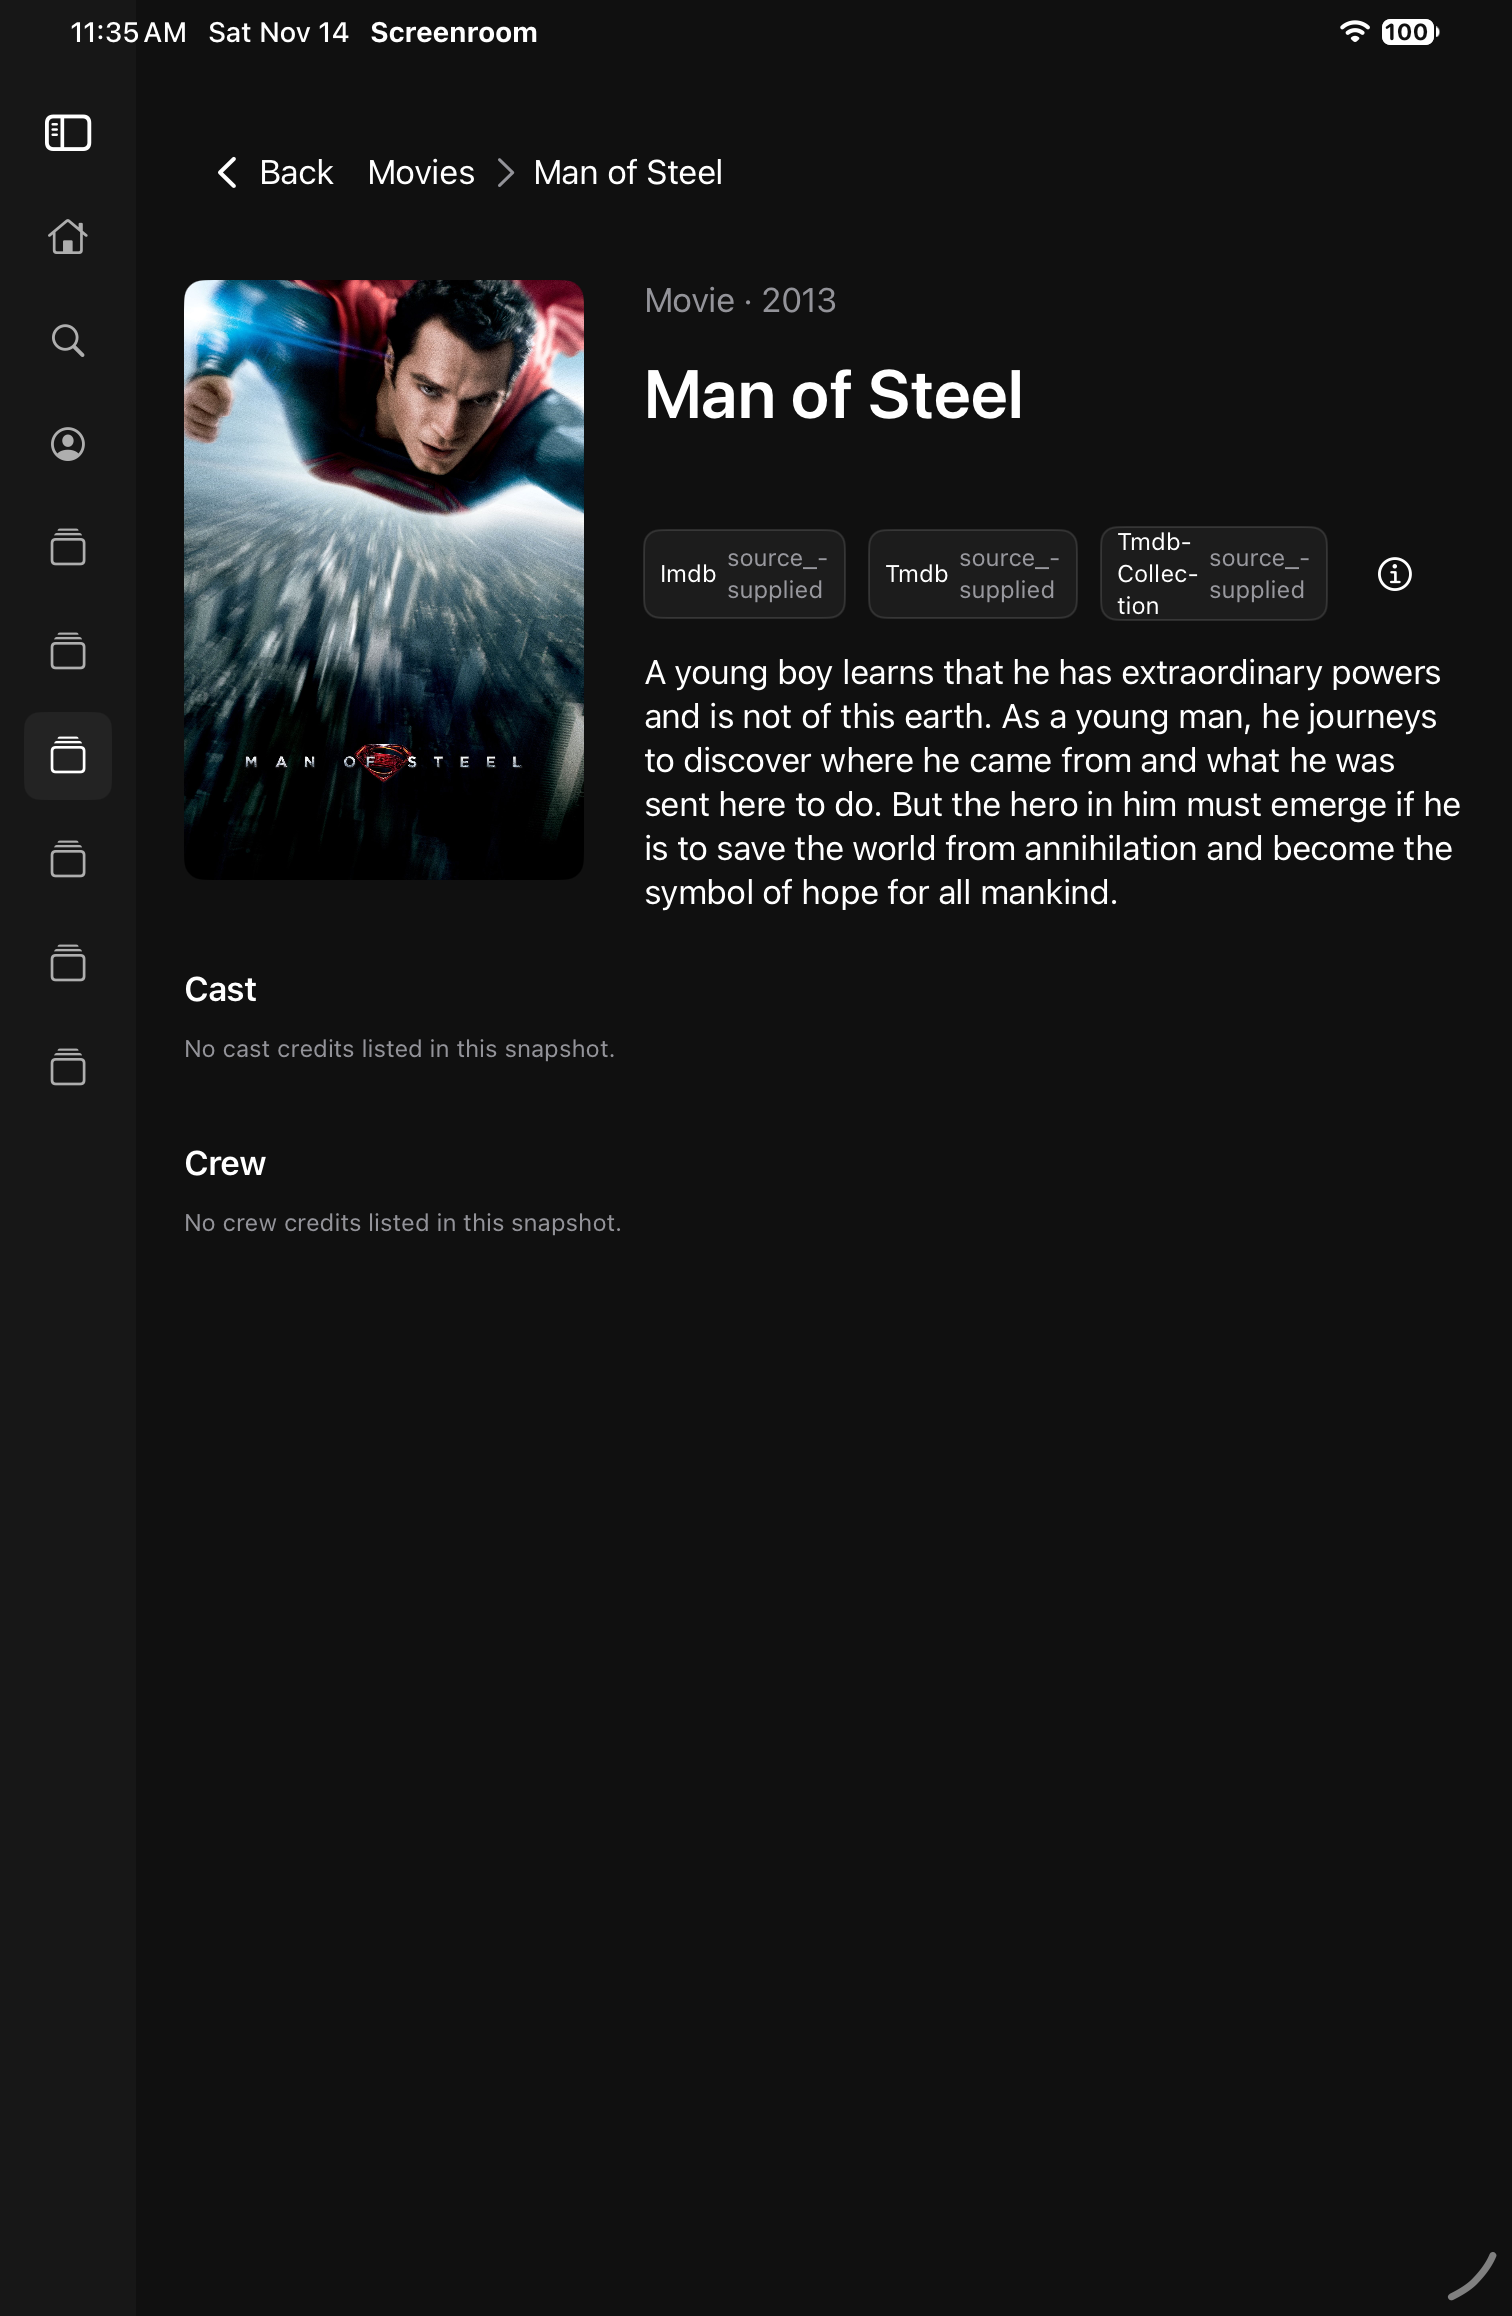 11:35 AM Sat Nov 14 Screenroom 100
Back Movies Man of Steel
Movie · 2013
Man of Steel
Imdb source_-
supplied
Tmdb source_-
supplied
Tmdb-
Collec-
tion
source_-
supplied
A young boy learns that he has extraordinary powers
and is not of this earth. As a young man, he journeys
to discover where he came from and what he was
sent here to do. But the hero in him must emerge if he
is to save the world from annihilation and become the
symbol of hope for all mankind.
MAN OF STEEL
Cast
No cast credits listed in this snapshot.
Crew
No crew credits listed in this snapshot.